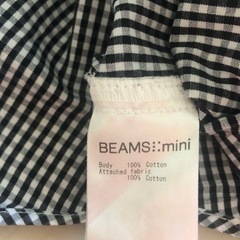 BEAMS mini
Body 100% Cotton
Attached fabric
100% Cotton